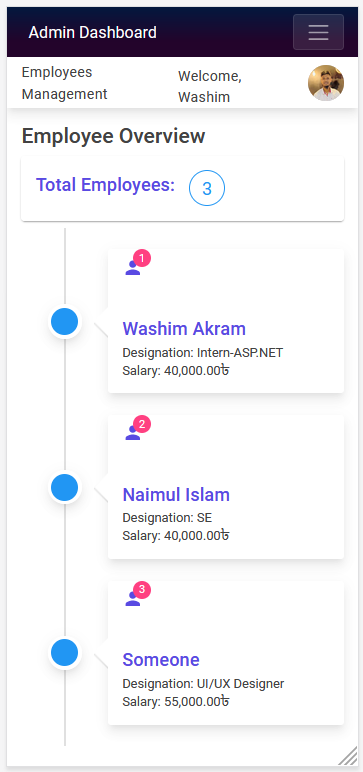 Admin Dashboard
Employees
Management
Welcome,
Washim
Employee Overview
Total Employees: 3
1
Washim Akram
Designation: Intern-ASP.NET
Salary: 40,000.00৳
2
Naimul Islam
Designation: SE
Salary: 40,000.00৳
3
Someone
Designation: UI/UX Designer
Salary: 55,000.00৳